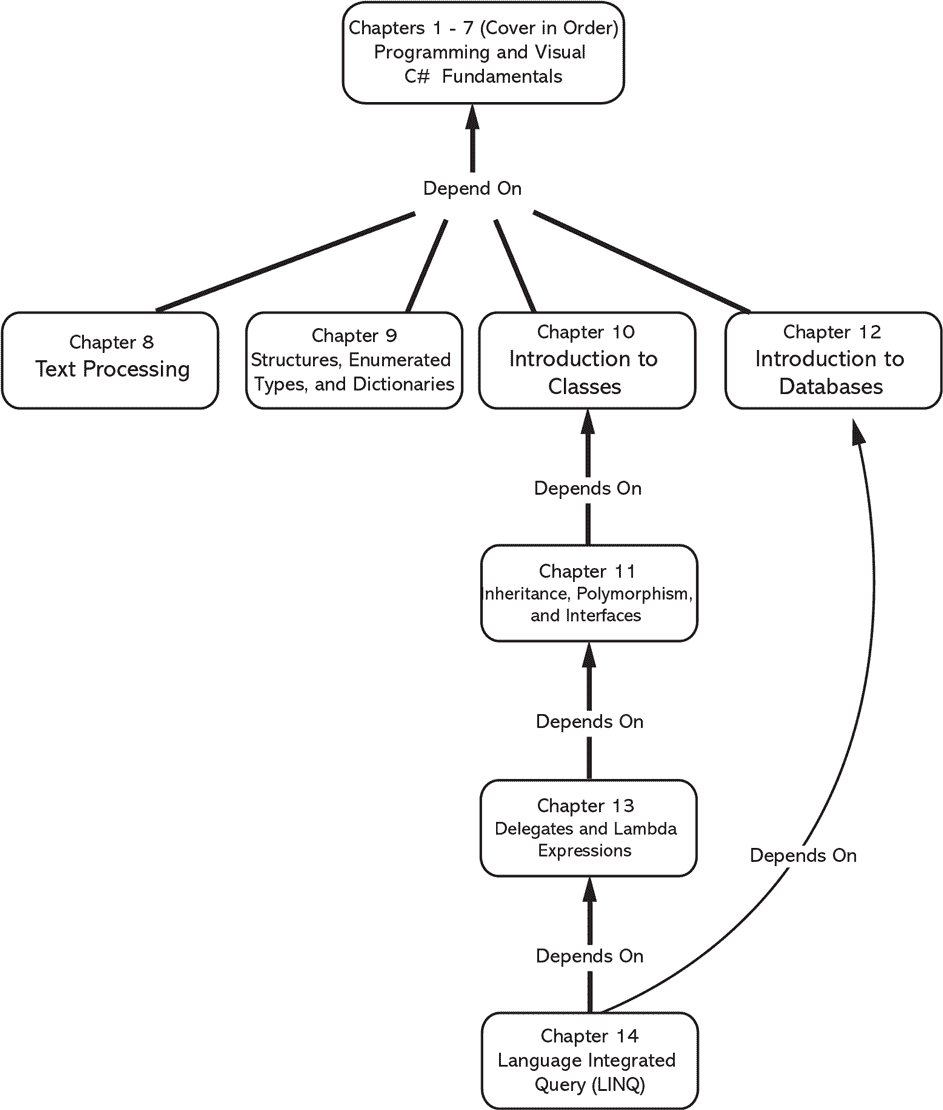 Chapters 1 - 7 (Cover in Order)
Programming and Visual
C# Fundamentals
Depend On
Chapter 8
Text Processing
Chapter 9
Structures, Enumerated
Types, and Dictionaries
Chapter 10
Introduction to
Classes
Chapter 12
Introduction to
Databases
Depends On
Chapter 11
Inheritance, Polymorphism,
and Interfaces
Depends On
Chapter 13
Delegates and Lambda
Expressions
Depends On
Depends On
Chapter 14
Language Integrated
Query (LINQ)